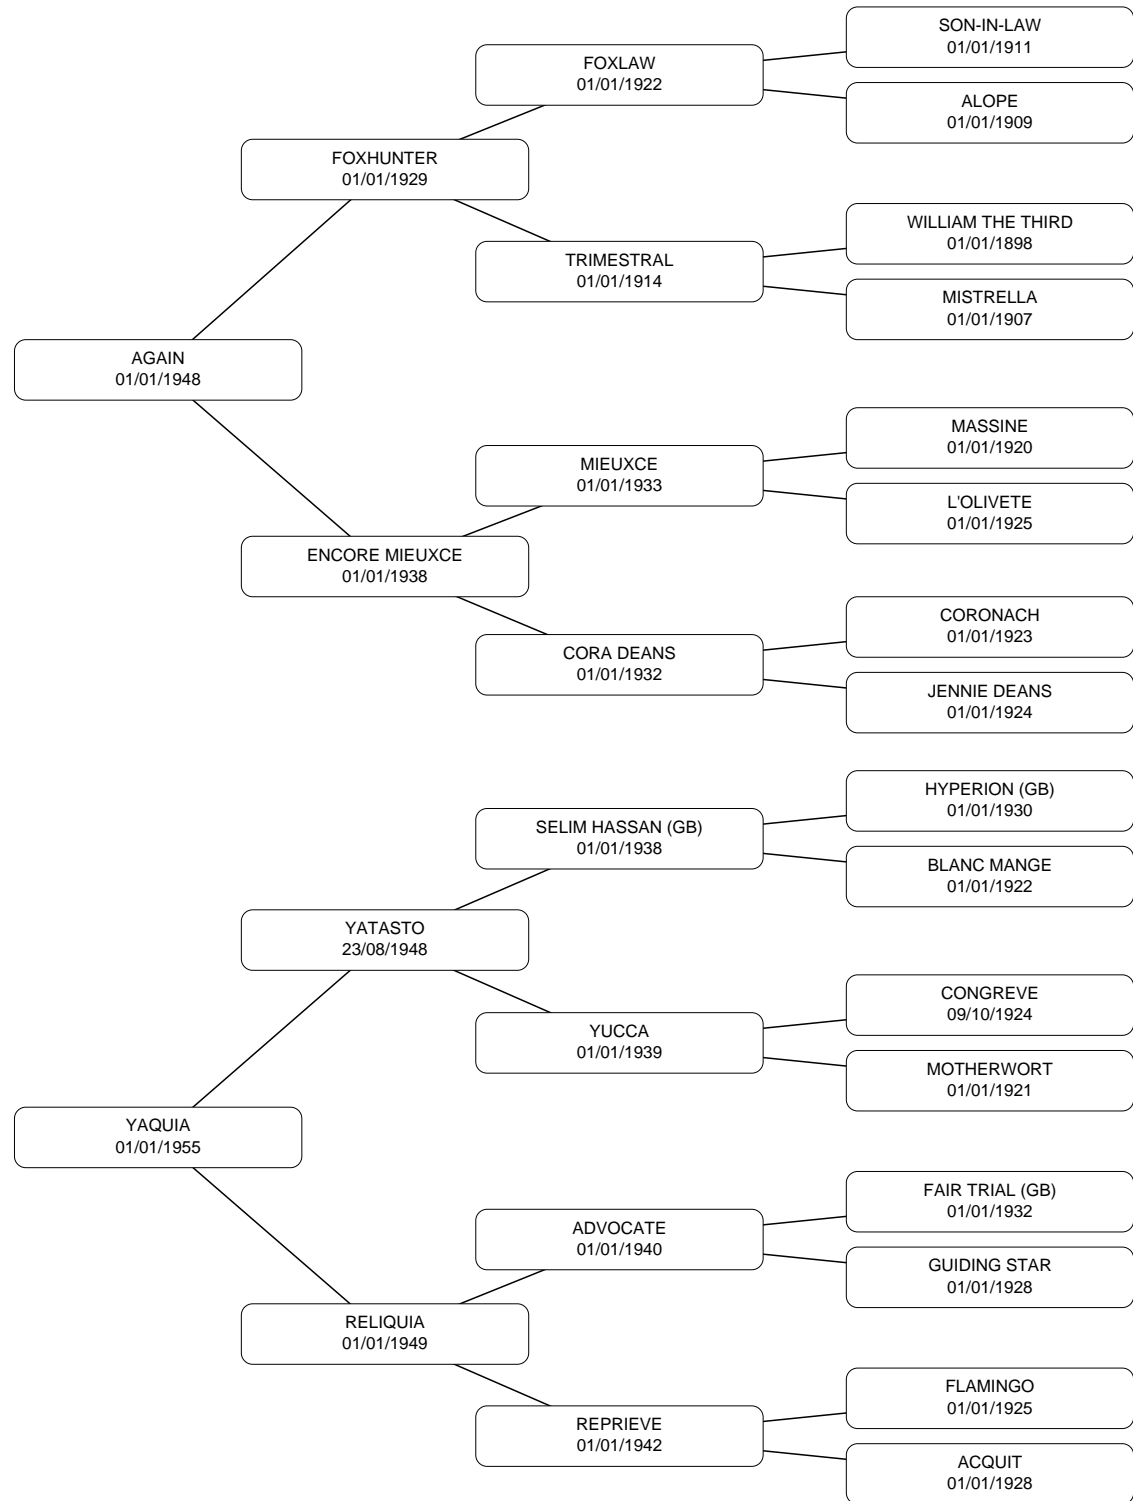 SON-IN-LAW
01/01/1911
FOXLAW
01/01/1922
ALOPE
01/01/1909
FOXHUNTER
01/01/1929
WILLIAM THE THIRD
01/01/1898
TRIMESTRAL
01/01/1914
MISTRELLA
01/01/1907
AGAIN
01/01/1948
MASSINE
01/01/1920
MIEUXCE
01/01/1933
L'OLIVETE
01/01/1925
ENCORE MIEUXCE
01/01/1938
CORONACH
01/01/1923
CORA DEANS
01/01/1932
JENNIE DEANS
01/01/1924
HYPERION (GB)
01/01/1930
SELIM HASSAN (GB)
01/01/1938
BLANC MANGE
01/01/1922
YATASTO
23/08/1948
CONGREVE
09/10/1924
YUCCA
01/01/1939
MOTHERWORT
01/01/1921
YAQUIA
01/01/1955
FAIR TRIAL (GB)
01/01/1932
ADVOCATE
01/01/1940
GUIDING STAR
01/01/1928
RELIQUIA
01/01/1949
FLAMINGO
01/01/1925
REPRIEVE
01/01/1942
ACQUIT
01/01/1928